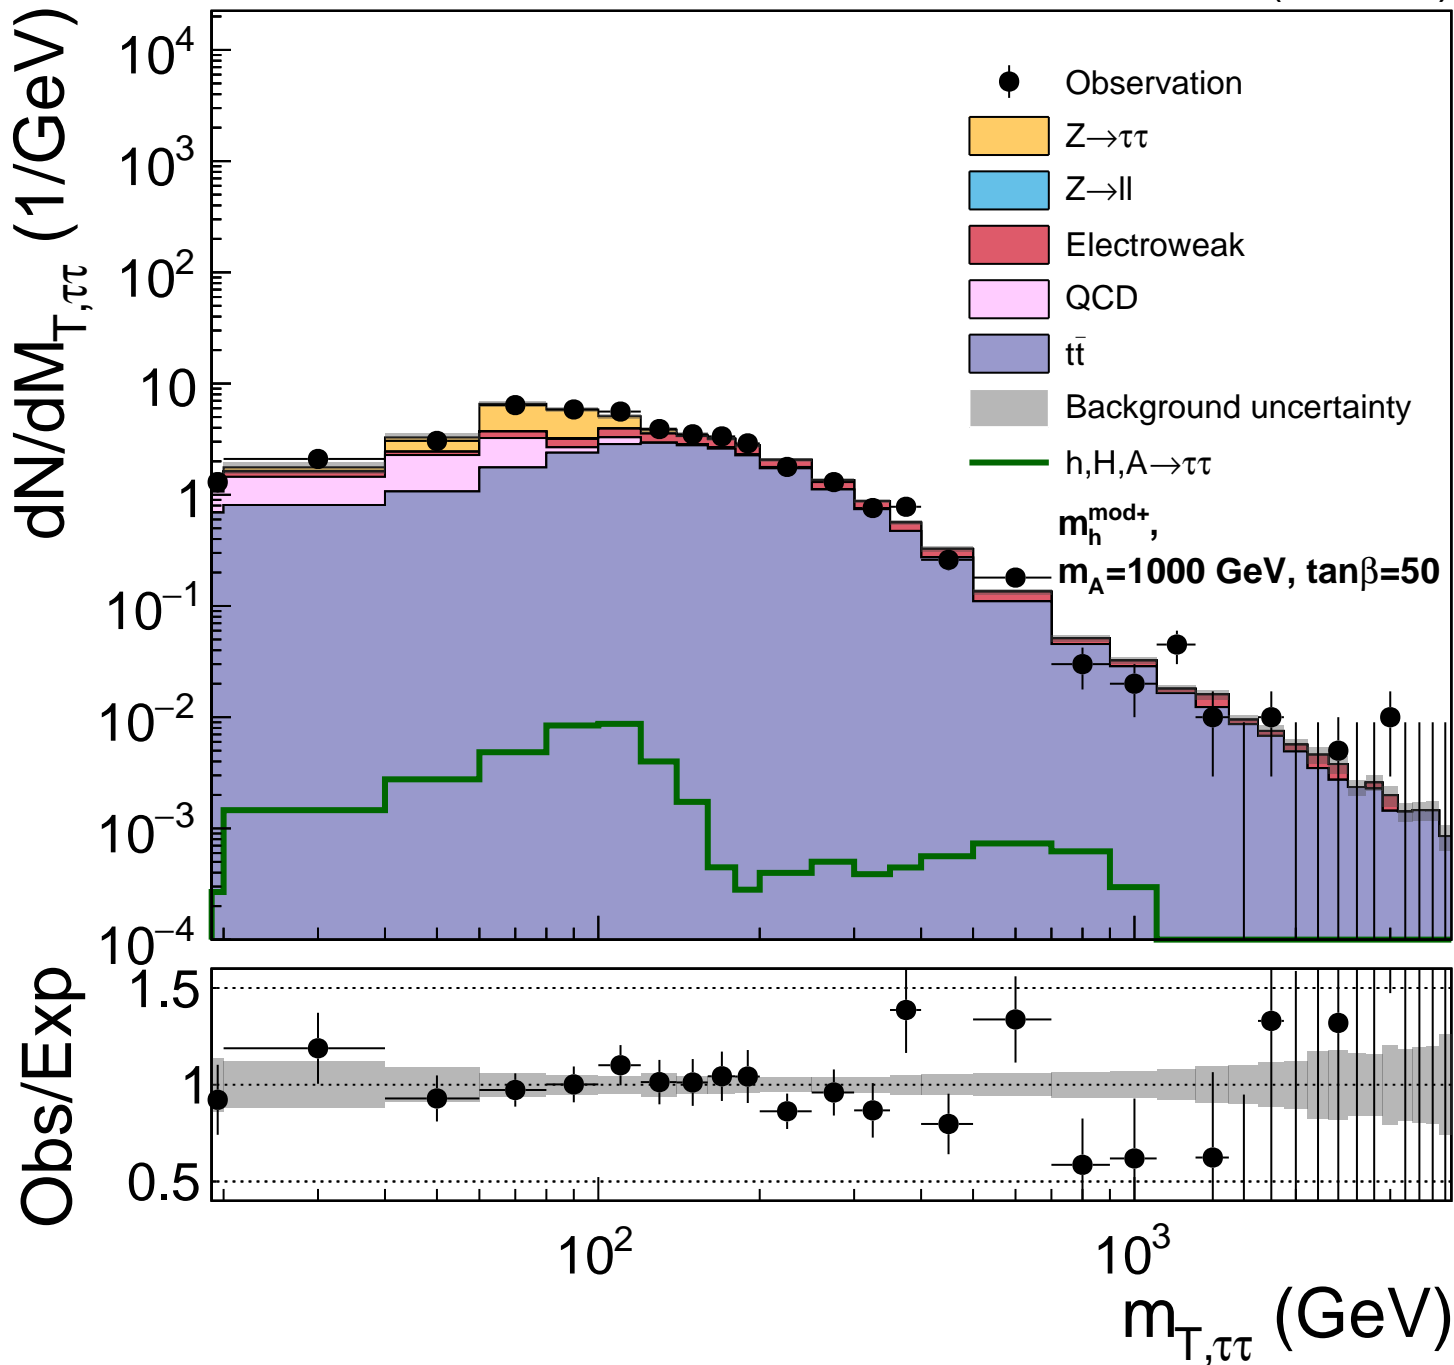 dN/dM_T,ττ (1/GeV)
10^4
10^3
10^2
10
1
10^−1
10^−2
10^−3
10^−4
Observation
Z→ττ
Z→ll
Electroweak
QCD
tt̄
Background uncertainty
h,H,A→ττ
m_h^mod+,
m_A=1000 GeV, tanβ=50
Obs/Exp
1.5
1
0.5
10^2
10^3
m_T,ττ (GeV)